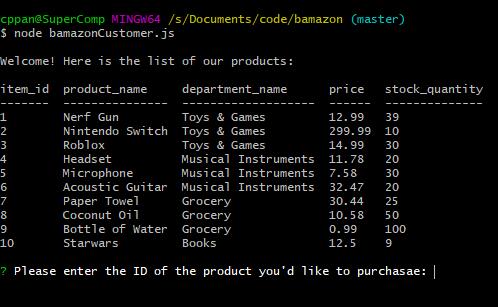 cppan@SuperComp MINGW64 /s/Documents/code/bamazon (master)
$ node bamazonCustomer.js
Welcome! Here is the list of our products:
item_id  product_name     department_name      price   stock_quantity
-------  ---------------  -------------------  ------  --------------
1        Nerf Gun         Toys & Games         12.99   39
2        Nintendo Switch  Toys & Games         299.99  10
3        Roblox           Toys & Games         14.99   30
4        Headset          Musical Instruments  11.78   20
5        Microphone       Musical Instruments  7.58    30
6        Acoustic Guitar  Musical Instruments  32.47   20
7        Paper Towel      Grocery              30.44   25
8        Coconut Oil      Grocery              10.58   50
9        Bottle of Water  Grocery              0.99    100
10       Starwars         Books                12.5    9
? Please enter the ID of the product you'd like to purchasae: